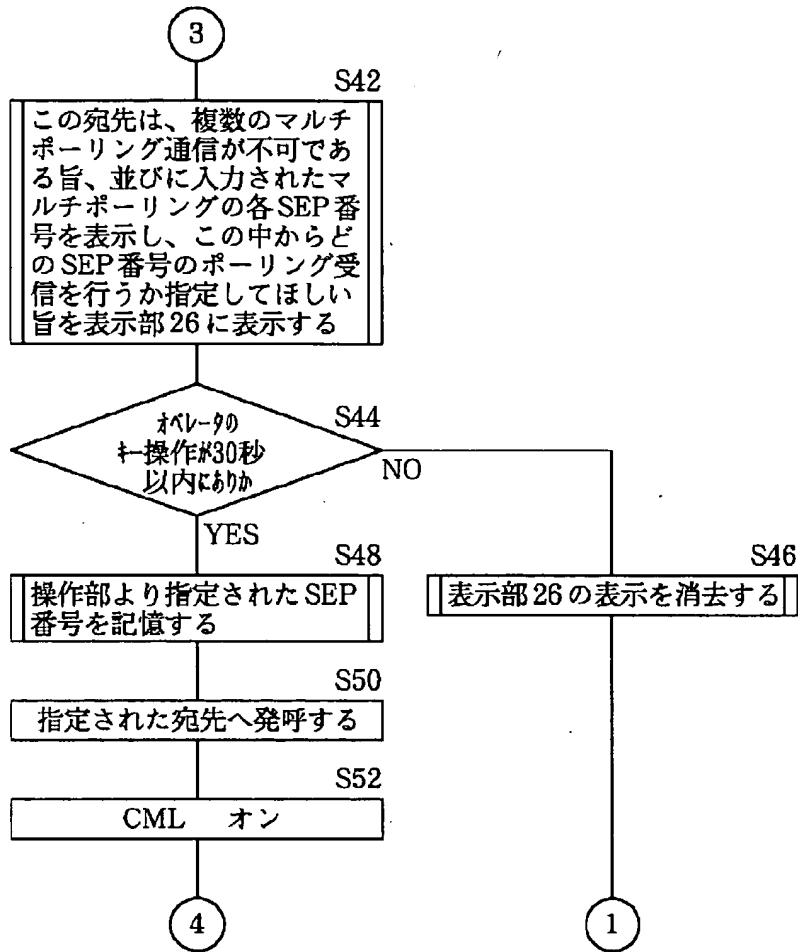 3
S42
この宛先は、複数のマルチ
ポーリング通信が不可であ
る旨、並びに入力されたマ
ルチポーリングの各SEP番
号を表示し、この中からど
のSEP番号のポーリング受
信を行うか指定してほしい
旨を表示部26に表示する
S44
オペレータの
キー操作が30秒
以内にありか
NO
YES
S48
操作部より指定されたSEP
番号を記憶する
S46
表示部26の表示を消去する
S50
指定された宛先へ発呼する
S52
CML オン
4
1